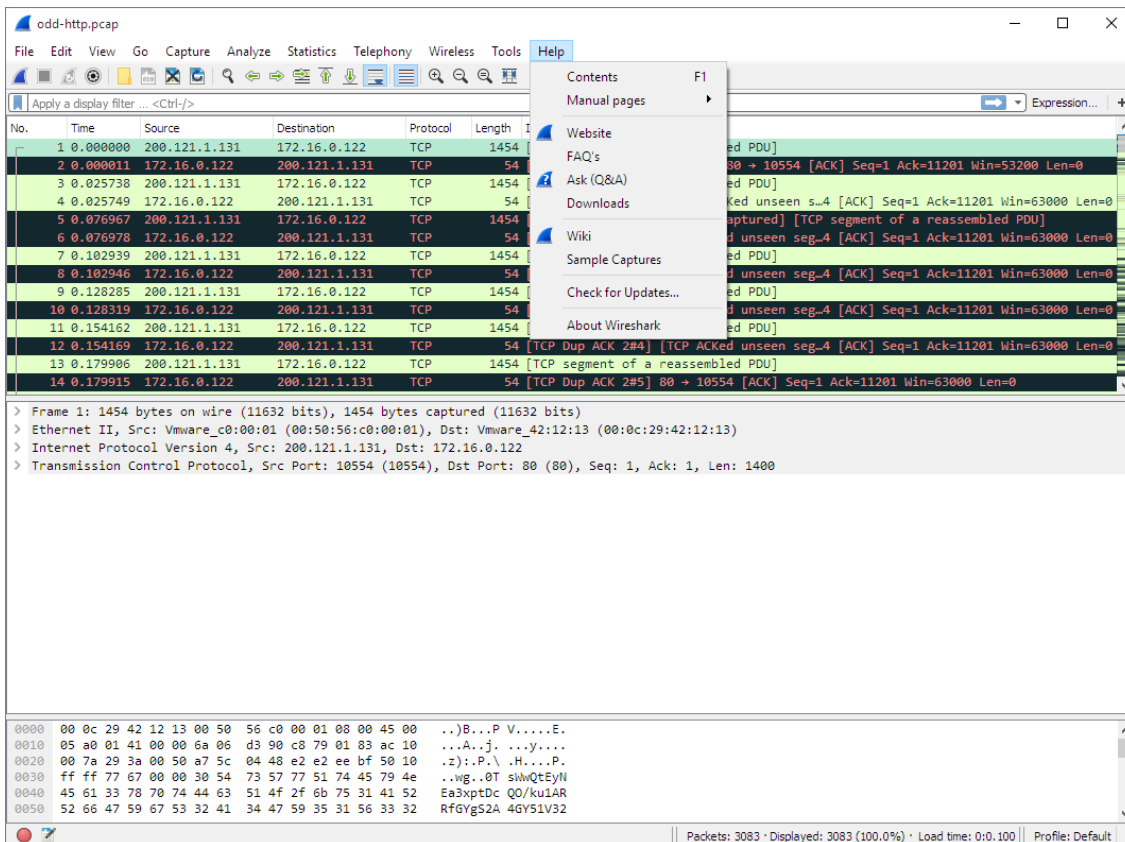 odd-http.pcap
File Edit View Go Capture Analyze Statistics Telephony Wireless Tools Help
Contents F1
Manual pages
Website
FAQ's
Ask (Q&A)
Downloads
Wiki
Sample Captures
Check for Updates...
About Wireshark
Apply a display filter ... <Ctrl-/> Expression... +
No. Time Source Destination Protocol Length
1 0.000000 200.121.1.131 172.16.0.122 TCP 1454 [ ed PDU]
2 0.000011 172.16.0.122 200.121.1.131 TCP 54 [ 80 → 10554 [ACK] Seq=1 Ack=11201 Win=53200 Len=0
3 0.025738 200.121.1.131 172.16.0.122 TCP 1454 [ ed PDU]
4 0.025749 172.16.0.122 200.121.1.131 TCP 54 [ Ked unseen s…4 [ACK] Seq=1 Ack=11201 Win=63000 Len=0
5 0.076967 200.121.1.131 172.16.0.122 TCP 1454 [ aptured] [TCP segment of a reassembled PDU]
6 0.076978 172.16.0.122 200.121.1.131 TCP 54 [ d unseen seg…4 [ACK] Seq=1 Ack=11201 Win=63000 Len=0
7 0.102939 200.121.1.131 172.16.0.122 TCP 1454 [ ed PDU]
8 0.102946 172.16.0.122 200.121.1.131 TCP 54 [ d unseen seg…4 [ACK] Seq=1 Ack=11201 Win=63000 Len=0
9 0.128285 200.121.1.131 172.16.0.122 TCP 1454 [ ed PDU]
10 0.128319 172.16.0.122 200.121.1.131 TCP 54 [ d unseen seg…4 [ACK] Seq=1 Ack=11201 Win=63000 Len=0
11 0.154162 200.121.1.131 172.16.0.122 TCP 1454 [ ed PDU]
12 0.154169 172.16.0.122 200.121.1.131 TCP 54 [TCP Dup ACK 2#4] [TCP ACKed unseen seg…4 [ACK] Seq=1 Ack=11201 Win=63000 Len=0
13 0.179906 200.121.1.131 172.16.0.122 TCP 1454 [TCP segment of a reassembled PDU]
14 0.179915 172.16.0.122 200.121.1.131 TCP 54 [TCP Dup ACK 2#5] 80 → 10554 [ACK] Seq=1 Ack=11201 Win=63000 Len=0
> Frame 1: 1454 bytes on wire (11632 bits), 1454 bytes captured (11632 bits)
> Ethernet II, Src: Vmware_c0:00:01 (00:50:56:c0:00:01), Dst: Vmware_42:12:13 (00:0c:29:42:12:13)
> Internet Protocol Version 4, Src: 200.121.1.131, Dst: 172.16.0.122
> Transmission Control Protocol, Src Port: 10554 (10554), Dst Port: 80 (80), Seq: 1, Ack: 1, Len: 1400
0000 00 0c 29 42 12 13 00 50 56 c0 00 01 08 00 45 00 ..)B...P V.....E.
0010 05 a0 01 41 00 00 6a 06 d3 90 c8 79 01 83 ac 10 ...A..j. ...y....
0020 00 7a 29 3a 00 50 a7 5c 04 48 e2 e2 ee bf 50 10 .z):.P.\ .H....P.
0030 ff ff 77 67 00 00 30 54 73 57 77 51 74 45 79 4e ..wg..0T sWwQtEyN
0040 45 61 33 78 70 74 44 63 51 4f 2f 6b 75 31 41 52 Ea3xptDc QO/ku1AR
0050 52 66 47 59 67 53 32 41 34 47 59 35 31 56 33 32 RfGYgS2A 4GY51V32
Packets: 3083 · Displayed: 3083 (100.0%) · Load time: 0:0.100 Profile: Default